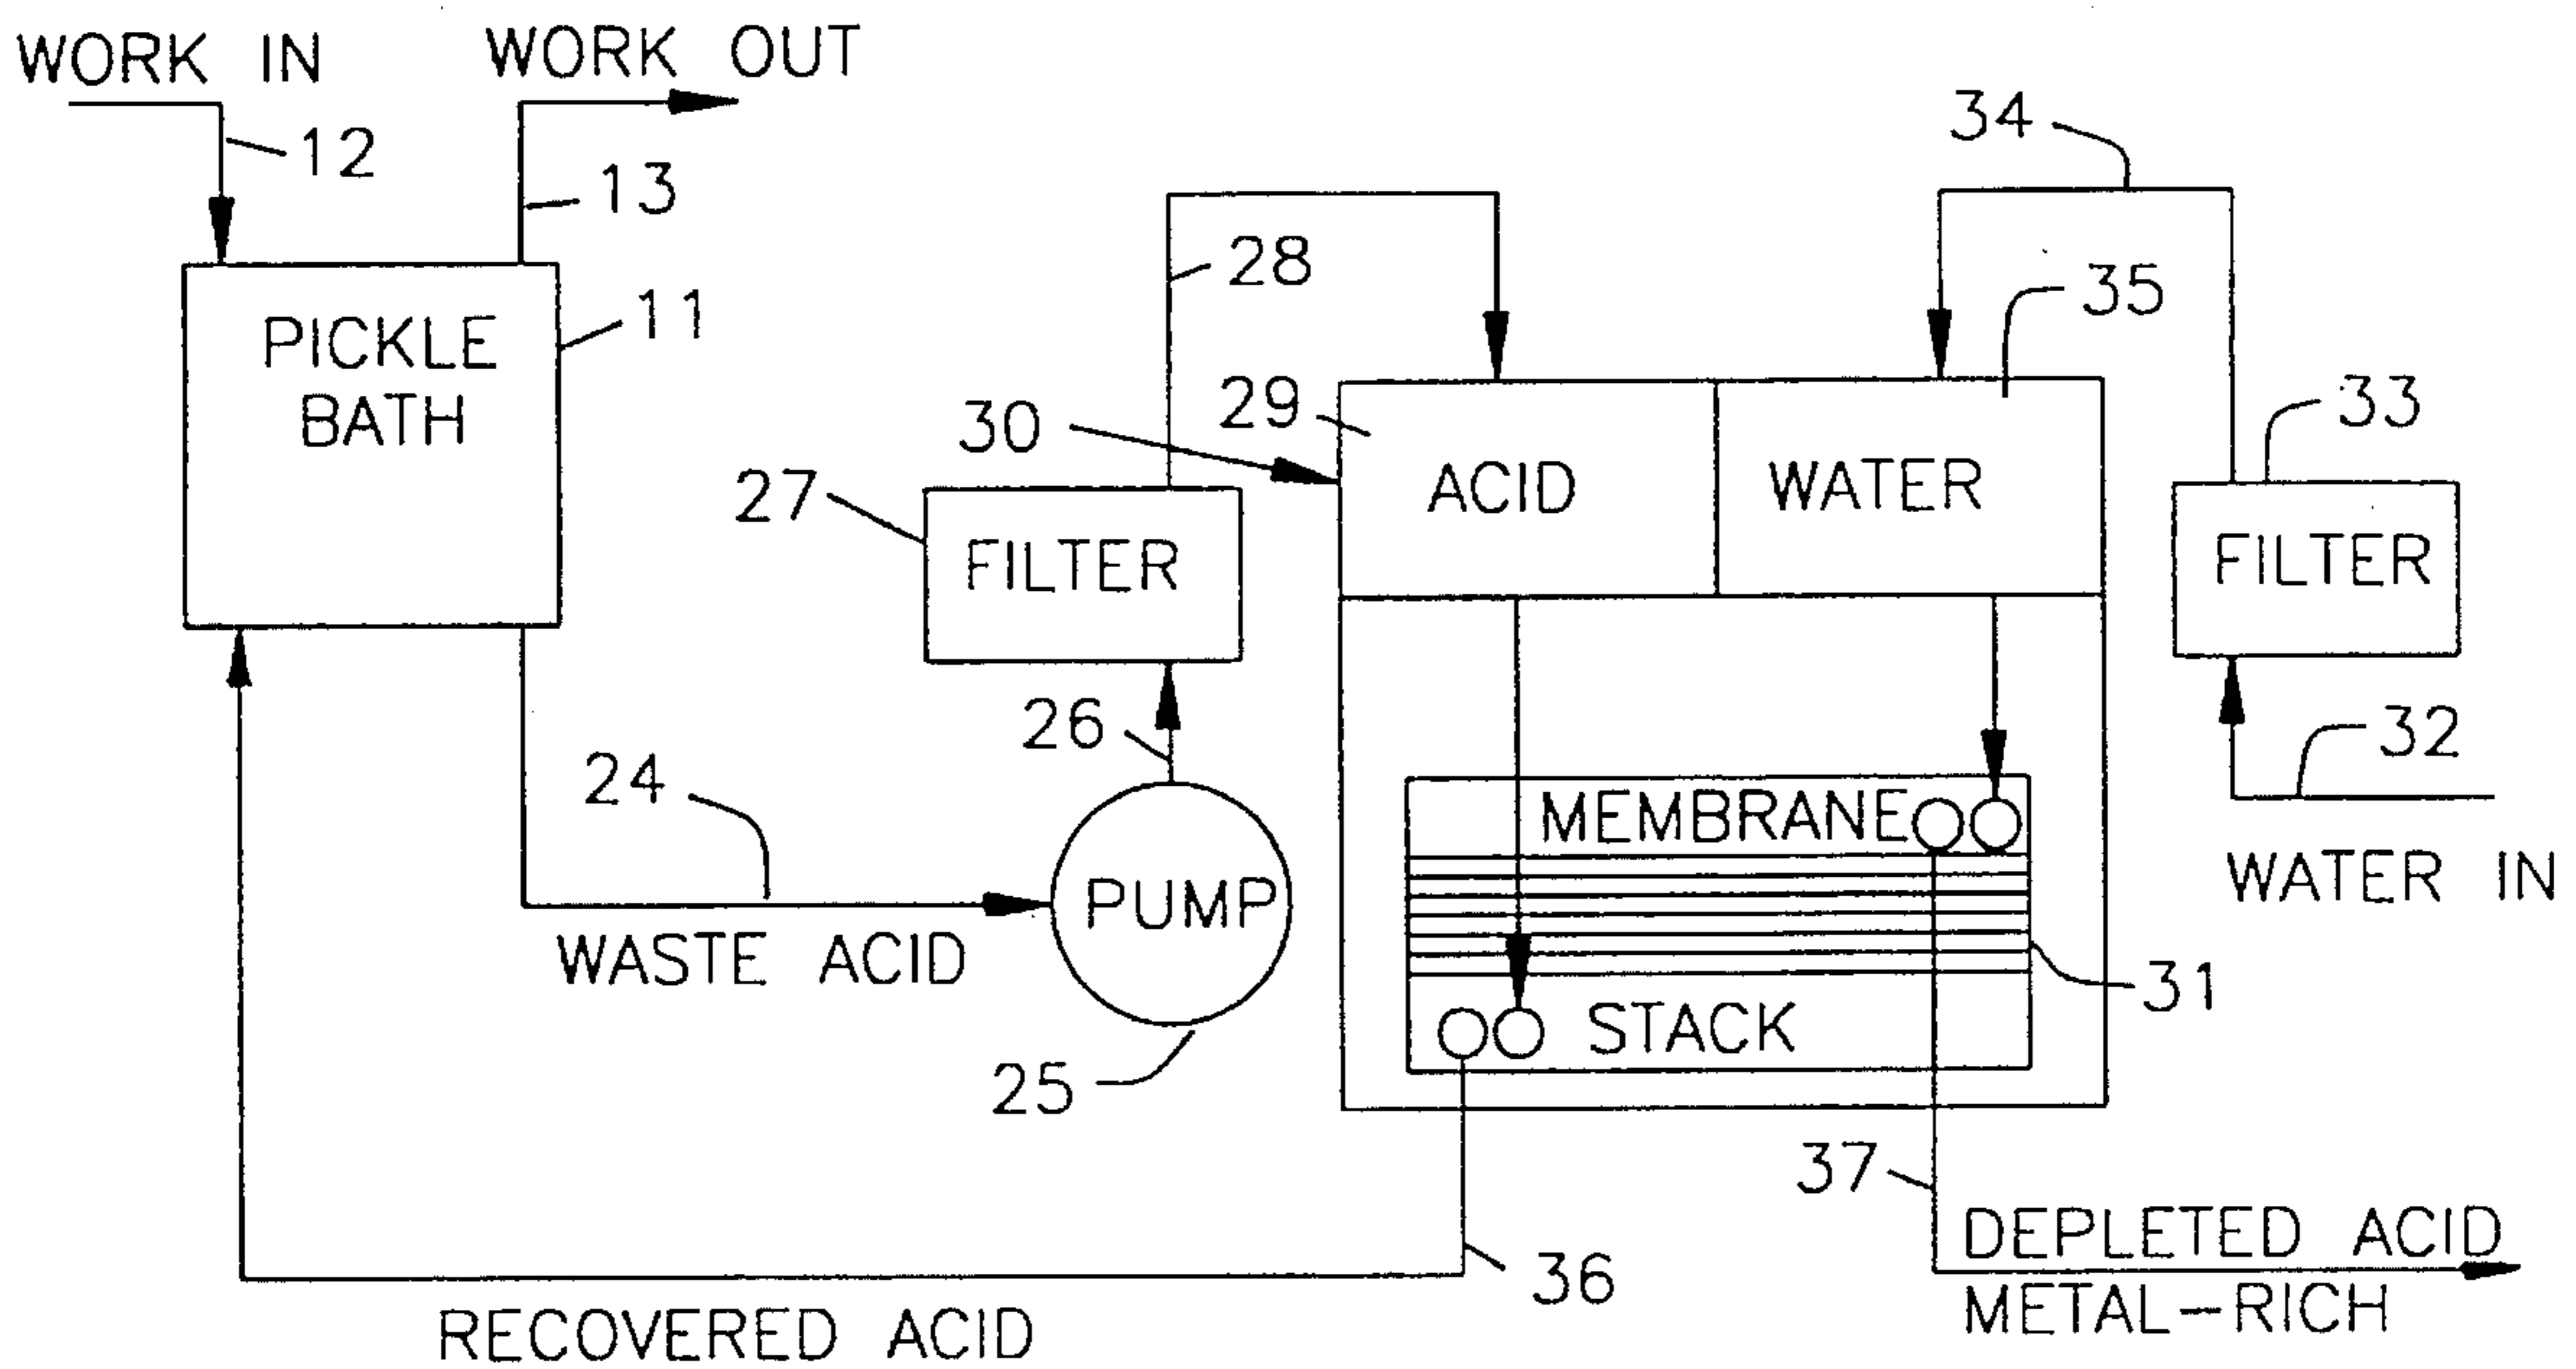 WORK IN
WORK OUT
12
13
34
28
35
PICKLE
BATH
11
29
30
33
27
ACID
WATER
FILTER
FILTER
26
32
24
MEMBRANE
PUMP
WATER IN
WASTE ACID
31
STACK
25
37
DEPLETED ACID
36
METAL-RICH
RECOVERED ACID